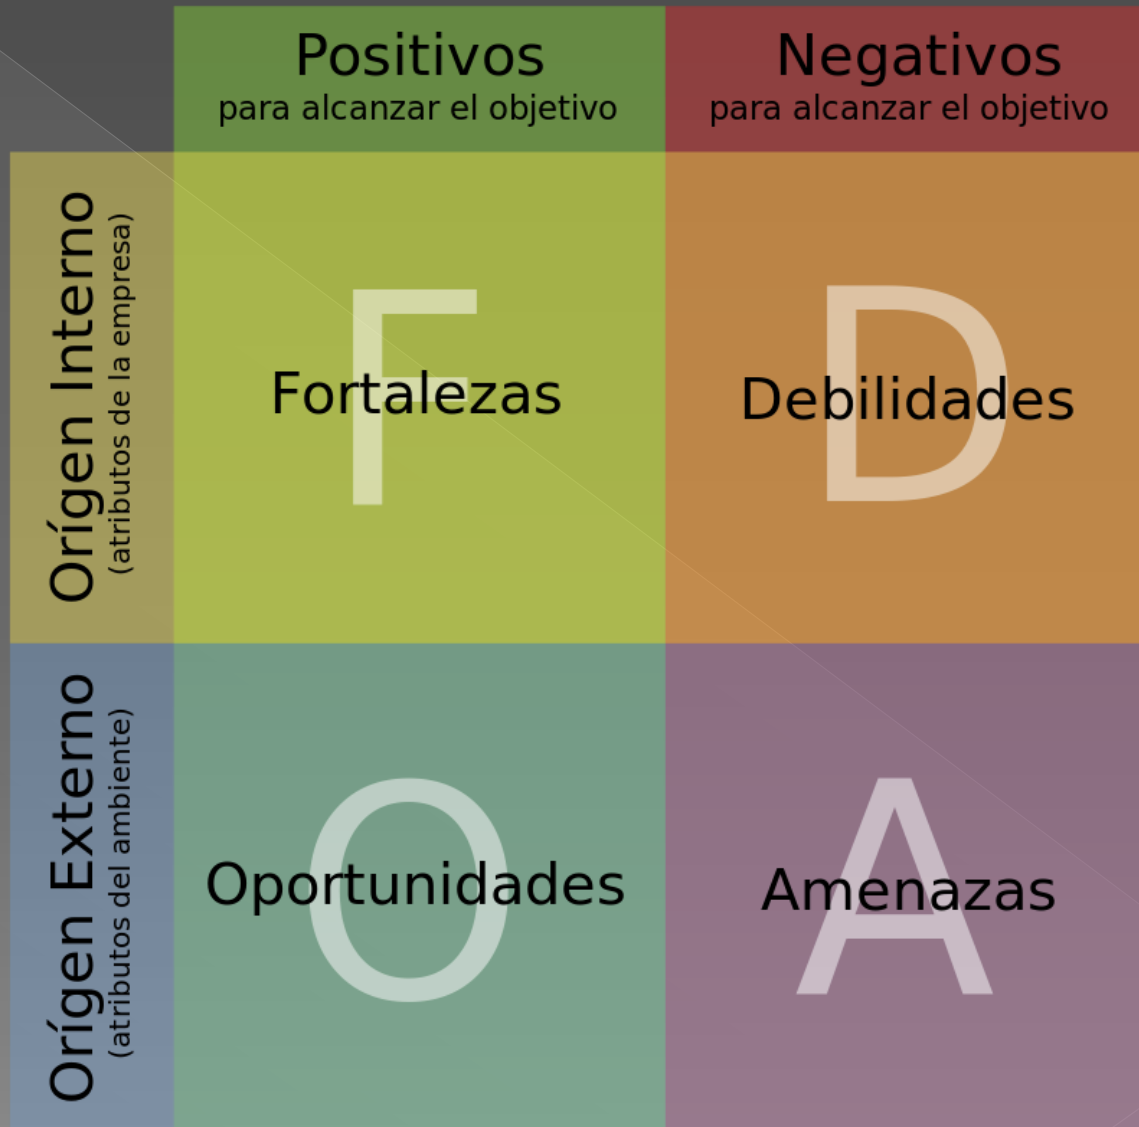 Positivos
para alcanzar el objetivo
Negativos
para alcanzar el objetivo
Orígen Interno
(atributos de la empresa)
F
Fortalezas
D
Debilidades
Orígen Externo
(atributos del ambiente)
O
Oportunidades
A
Amenazas